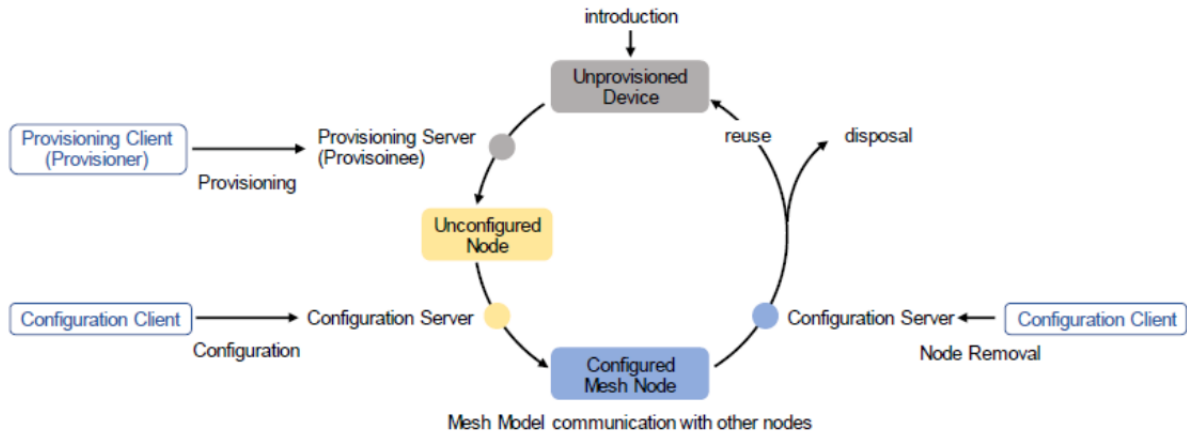 introduction
Unprovisioned
Device
Provisioning Client
(Provisioner)
Provisioning
Provisioning Server
(Provisoinee)
reuse
disposal
Unconfigured
Node
Configuration Client
Configuration
Configuration Server
Configuration Server
Configuration Client
Node Removal
Configured
Mesh Node
Mesh Model communication with other nodes